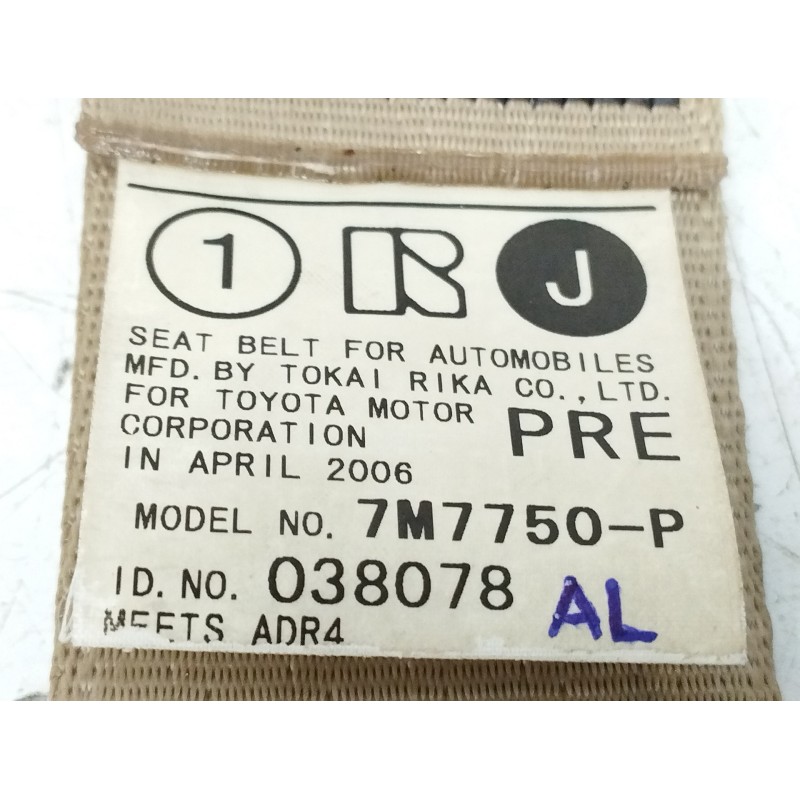 1 R J
SEAT BELT FOR AUTOMOBILES
MFD. BY TOKAI RIKA CO., LTD.
FOR TOYOTA MOTOR
CORPORATION PRE
IN APRIL 2006
MODEL NO. 7M7750-P
ID. NO. 038078 AL
MEETS ADR4